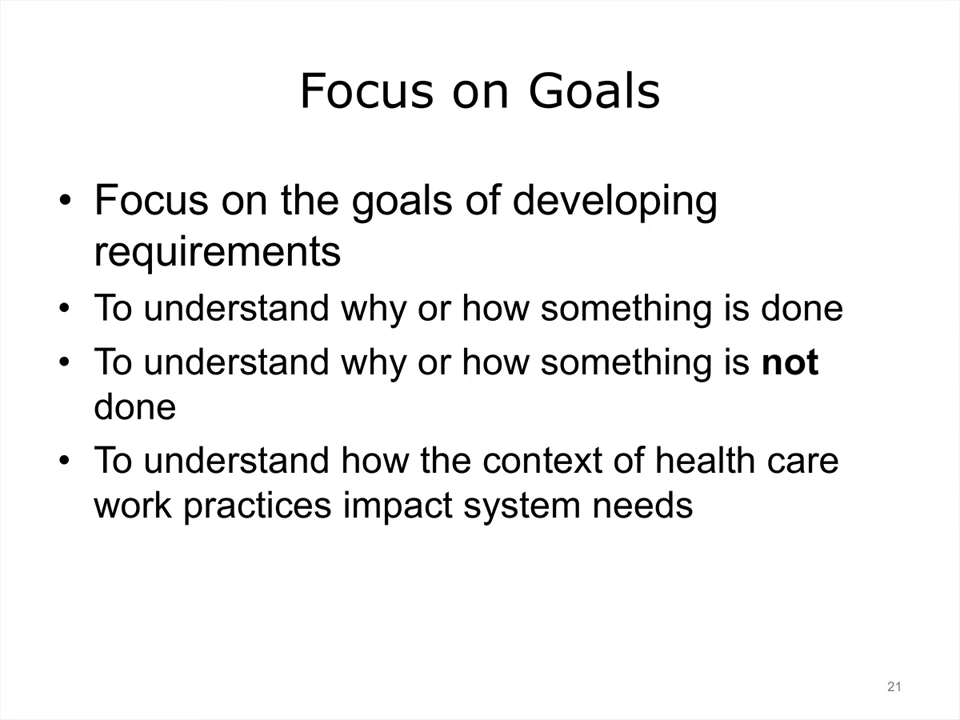 Focus on Goals
• Focus on the goals of developing
requirements
• To understand why or how something is done
• To understand why or how something is not
done
• To understand how the context of health care
work practices impact system needs
21